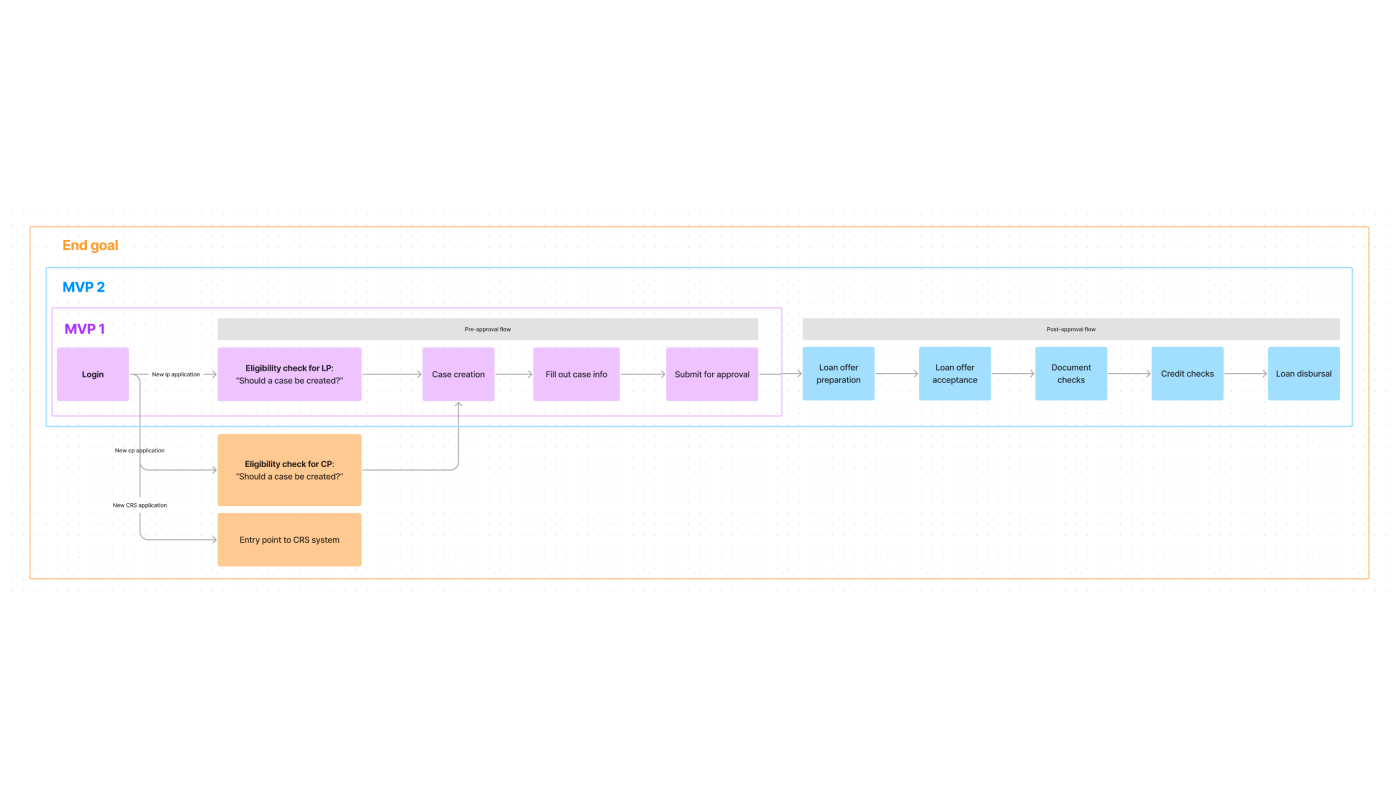 End goal
MVP 2
MVP 1
Pre-approval flow
Post-approval flow
Login
New lp application
Eligibility check for LP:
"Should a case be created?"
Case creation
Fill out case info
Submit for approval
Loan offer
preparation
Loan offer
acceptance
Document
checks
Credit checks
Loan disbursal
New cp application
Eligibility check for CP:
"Should a case be created?"
New CRS application
Entry point to CRS system